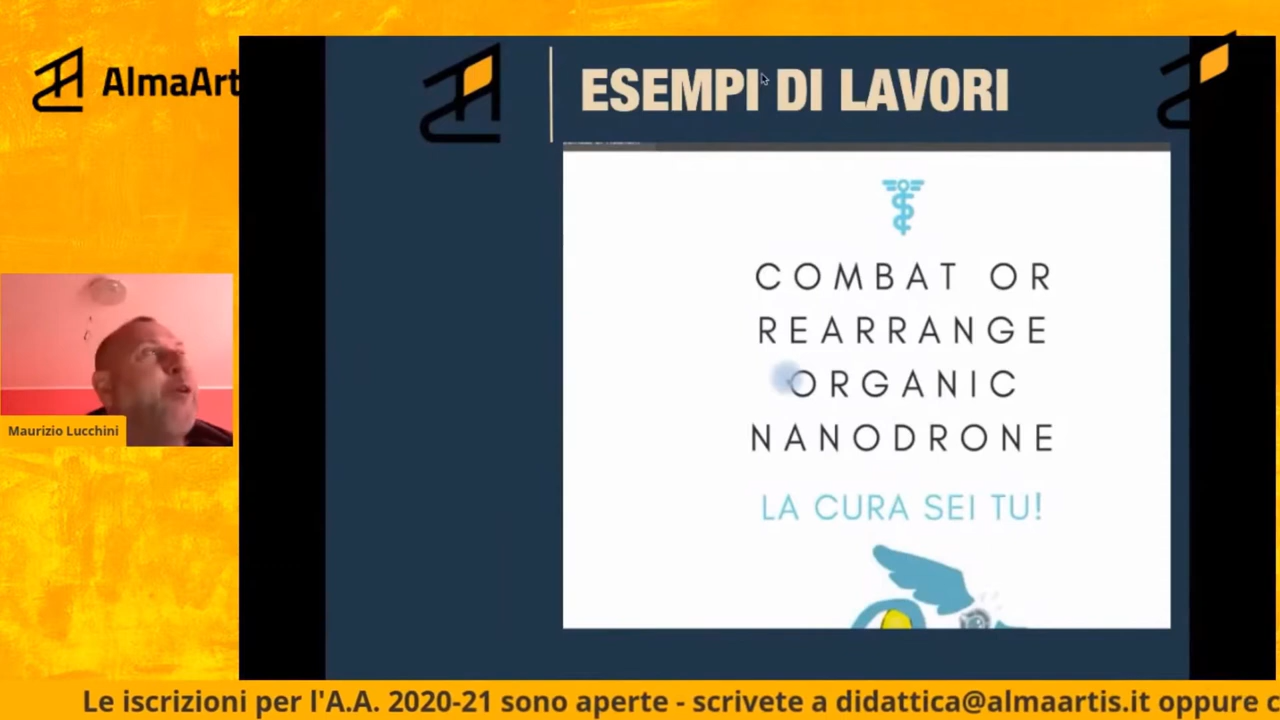 AlmaArt
ESEMPI DI LAVORI
COMBAT OR
REARRANGE
ORGANIC
NANODRONE
LA CURA SEI TU!
Maurizio Lucchini
Le iscrizioni per l'A.A. 2020-21 sono aperte - scrivete a didattica@almaartis.it oppure c